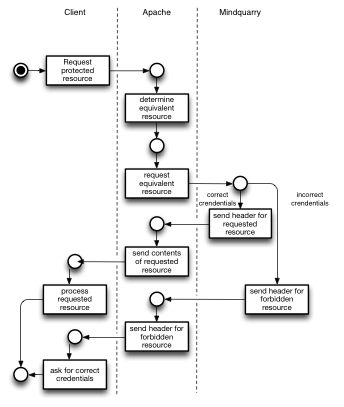 Client
Apache
Mindquarry
Request
protected
resource
determine
equivalent
resource
request
equivalent
resource
correct
crendentials
incorrect
crendentials
send header for
requested
resource
send contents
of requested
resource
process
requested
resource
send header for
forbidden
resource
send header for
forbidden
resource
ask for correct
credentials